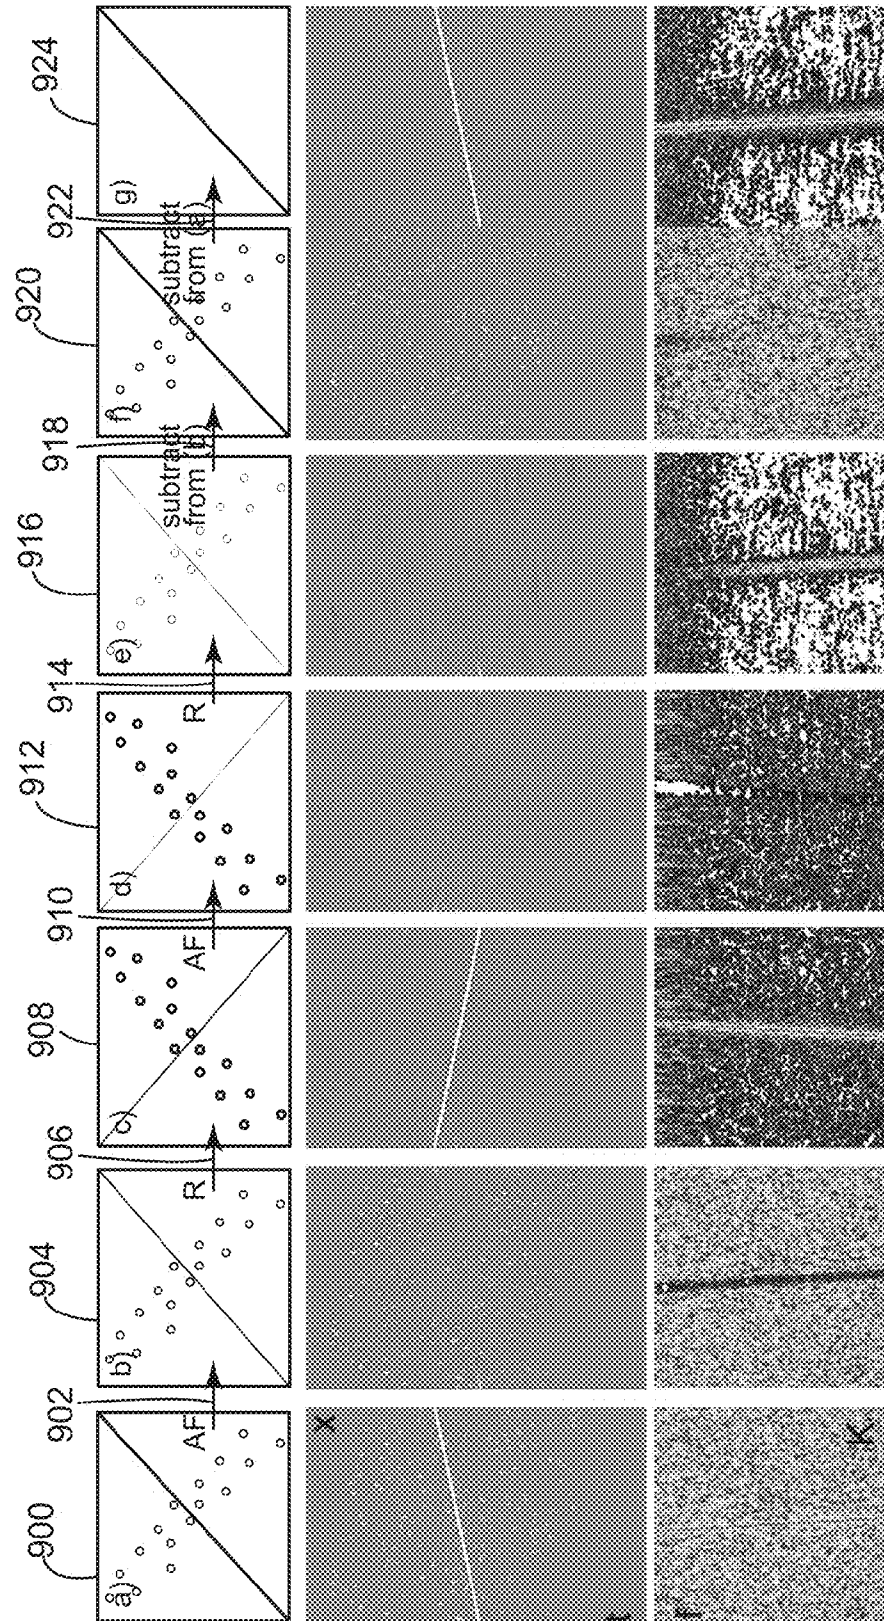 900
902
904
906
908
910
912
914
916
918
920
922
924
a)
AF
b)
R
c)
AF
d)
R
e)
subtract
from (b)
f)
subtract
from (a)
g)
x
t
f
K